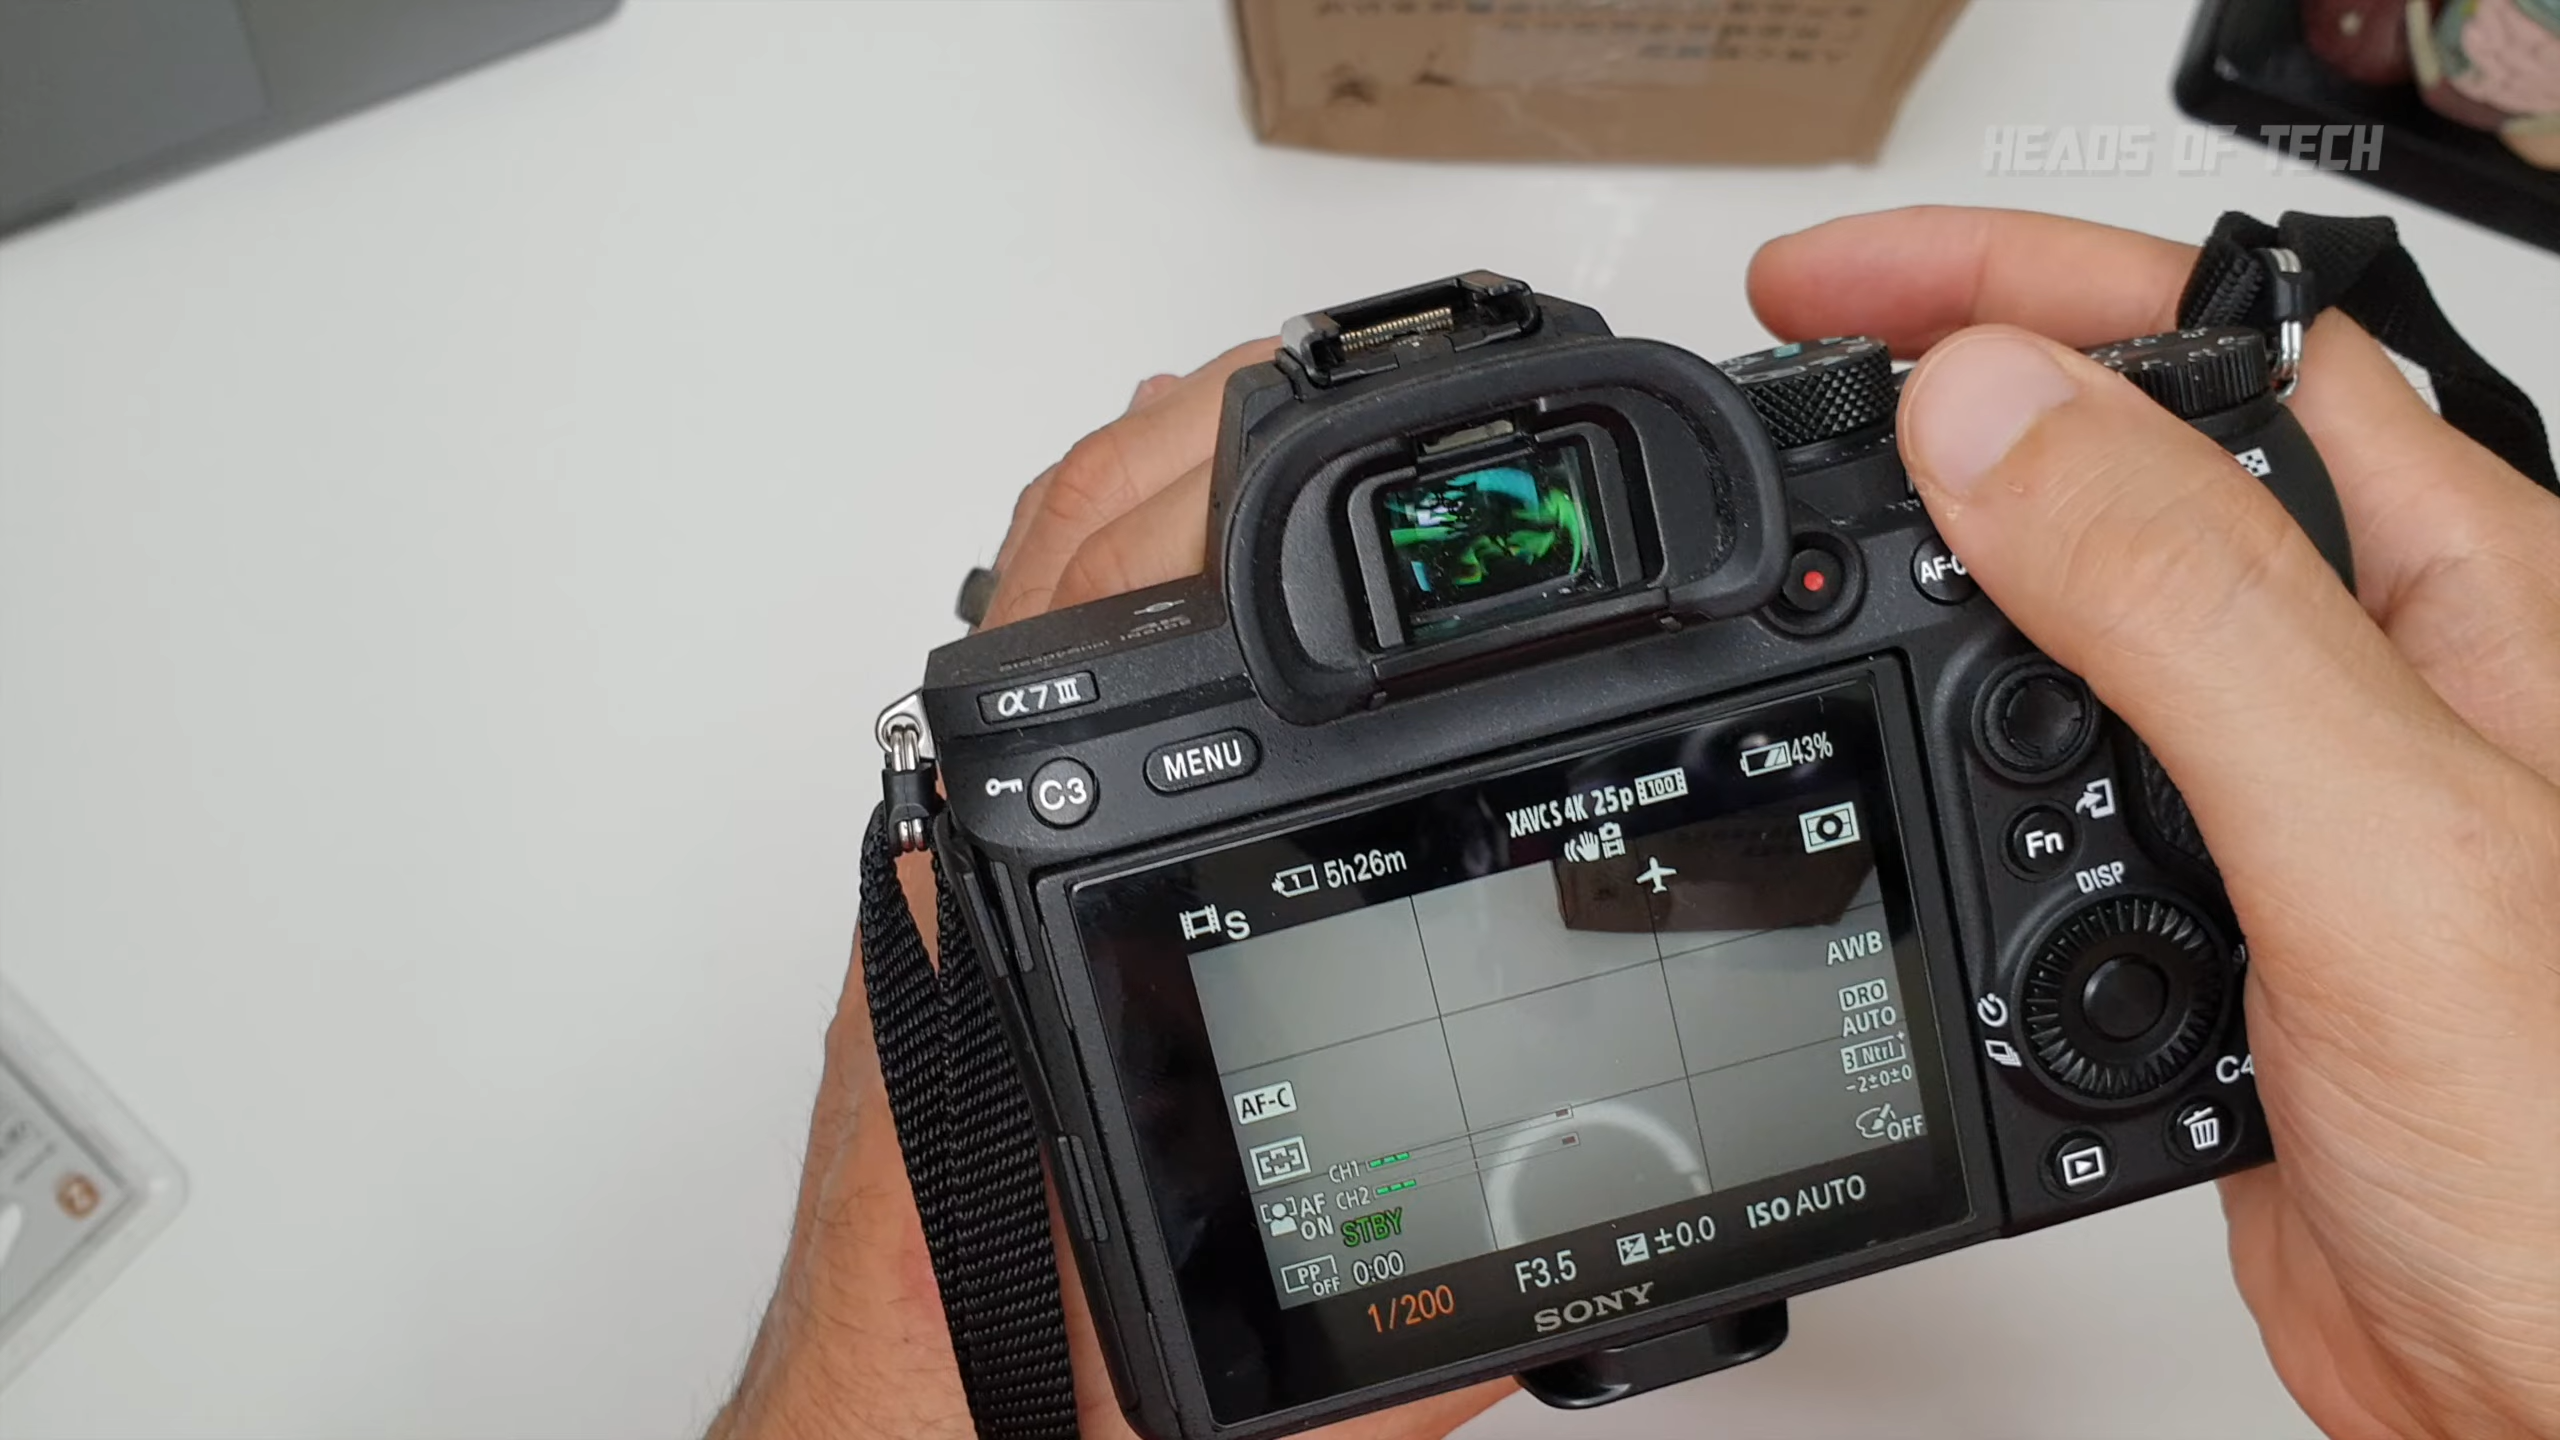 HEADS OF TECH
α7III
AF-C
MENU
C3
43%
XAVC S 4K 25p 100
1 5h26m
S
Fn
DISP
AWB
DRO
AUTO
3 Ntrl
-2±0±0
OFF
AF-C
CH1
CH2
AF
ON
STBY
PP
OFF
0:00
1/200
F3.5
±0.0
ISO AUTO
C4
SONY